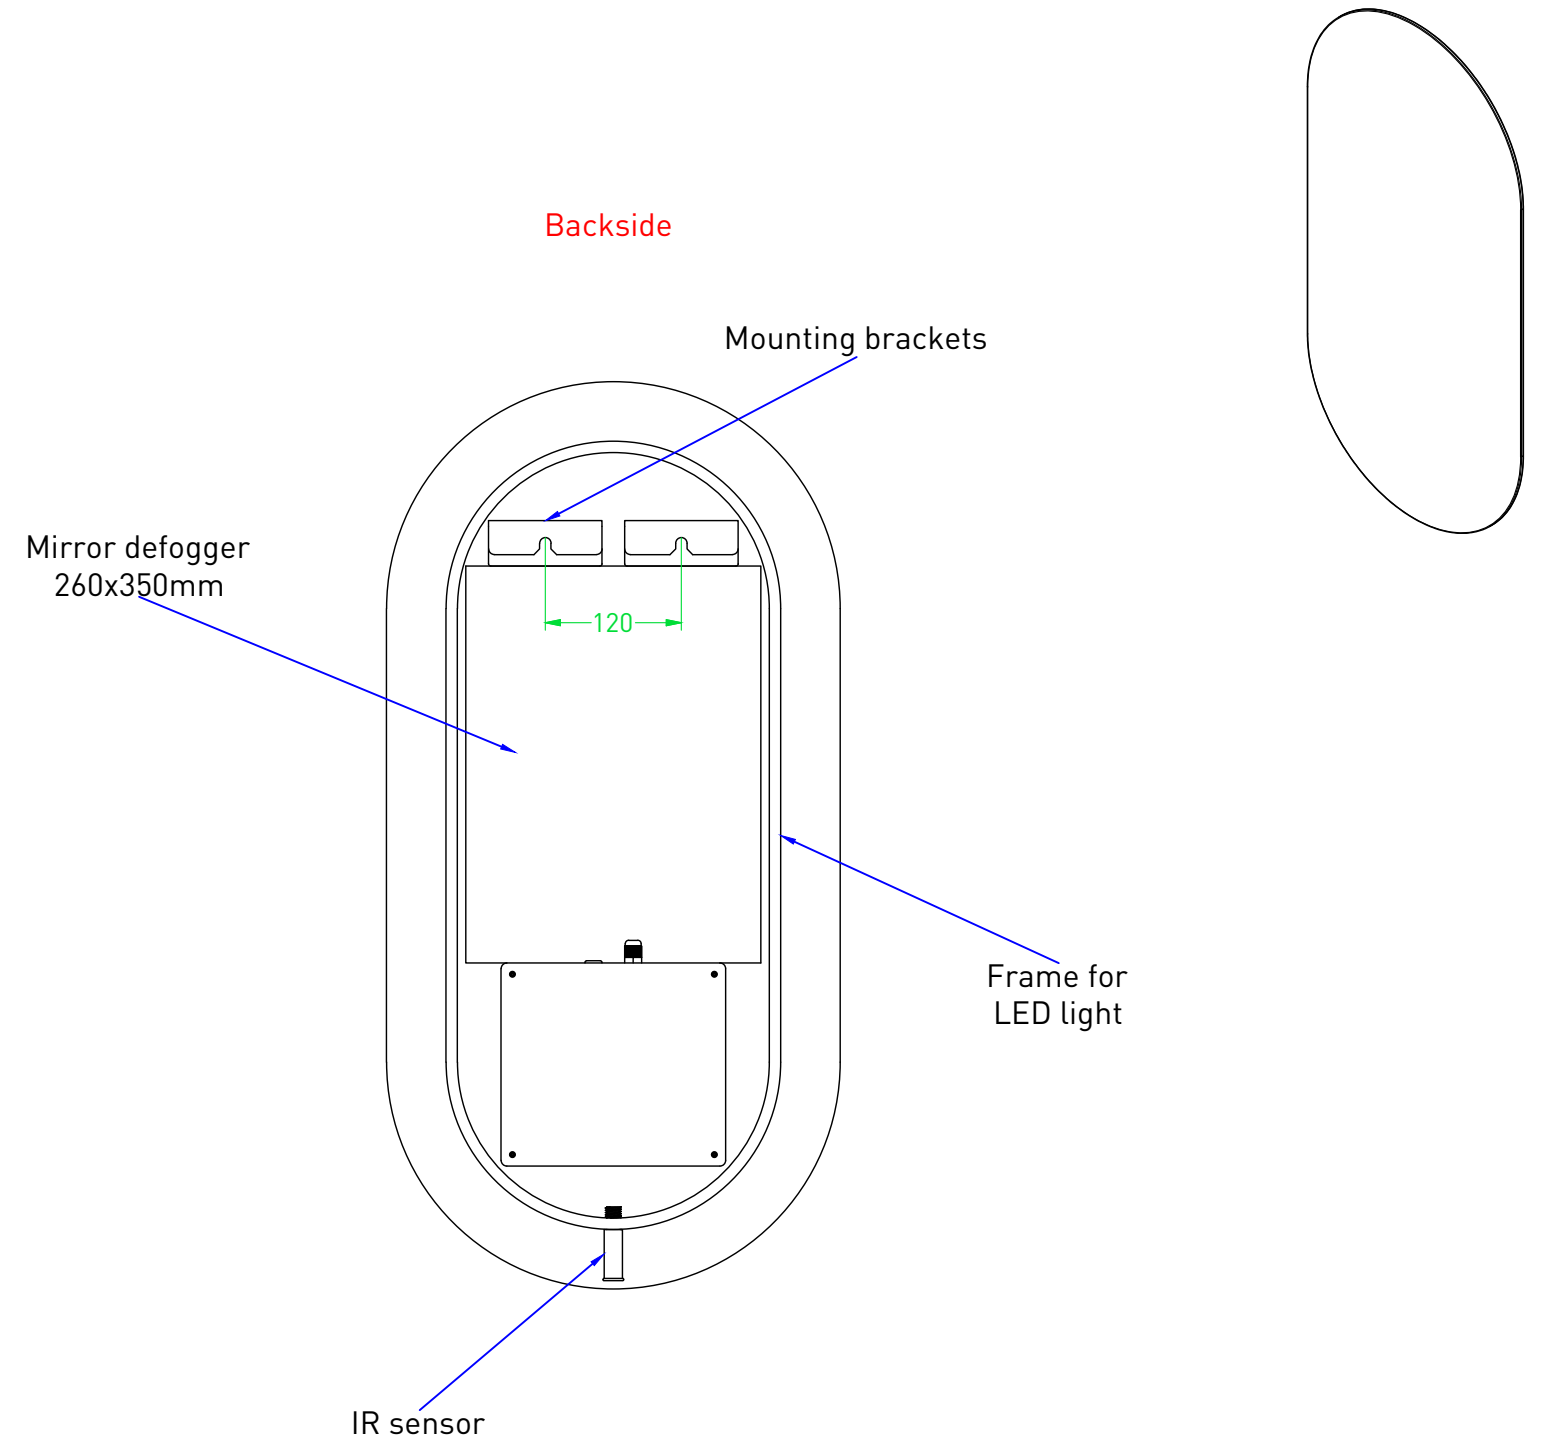 Backside
Mounting brackets
Mirror defogger
260x350mm
120
Frame for
LED light
IR sensor